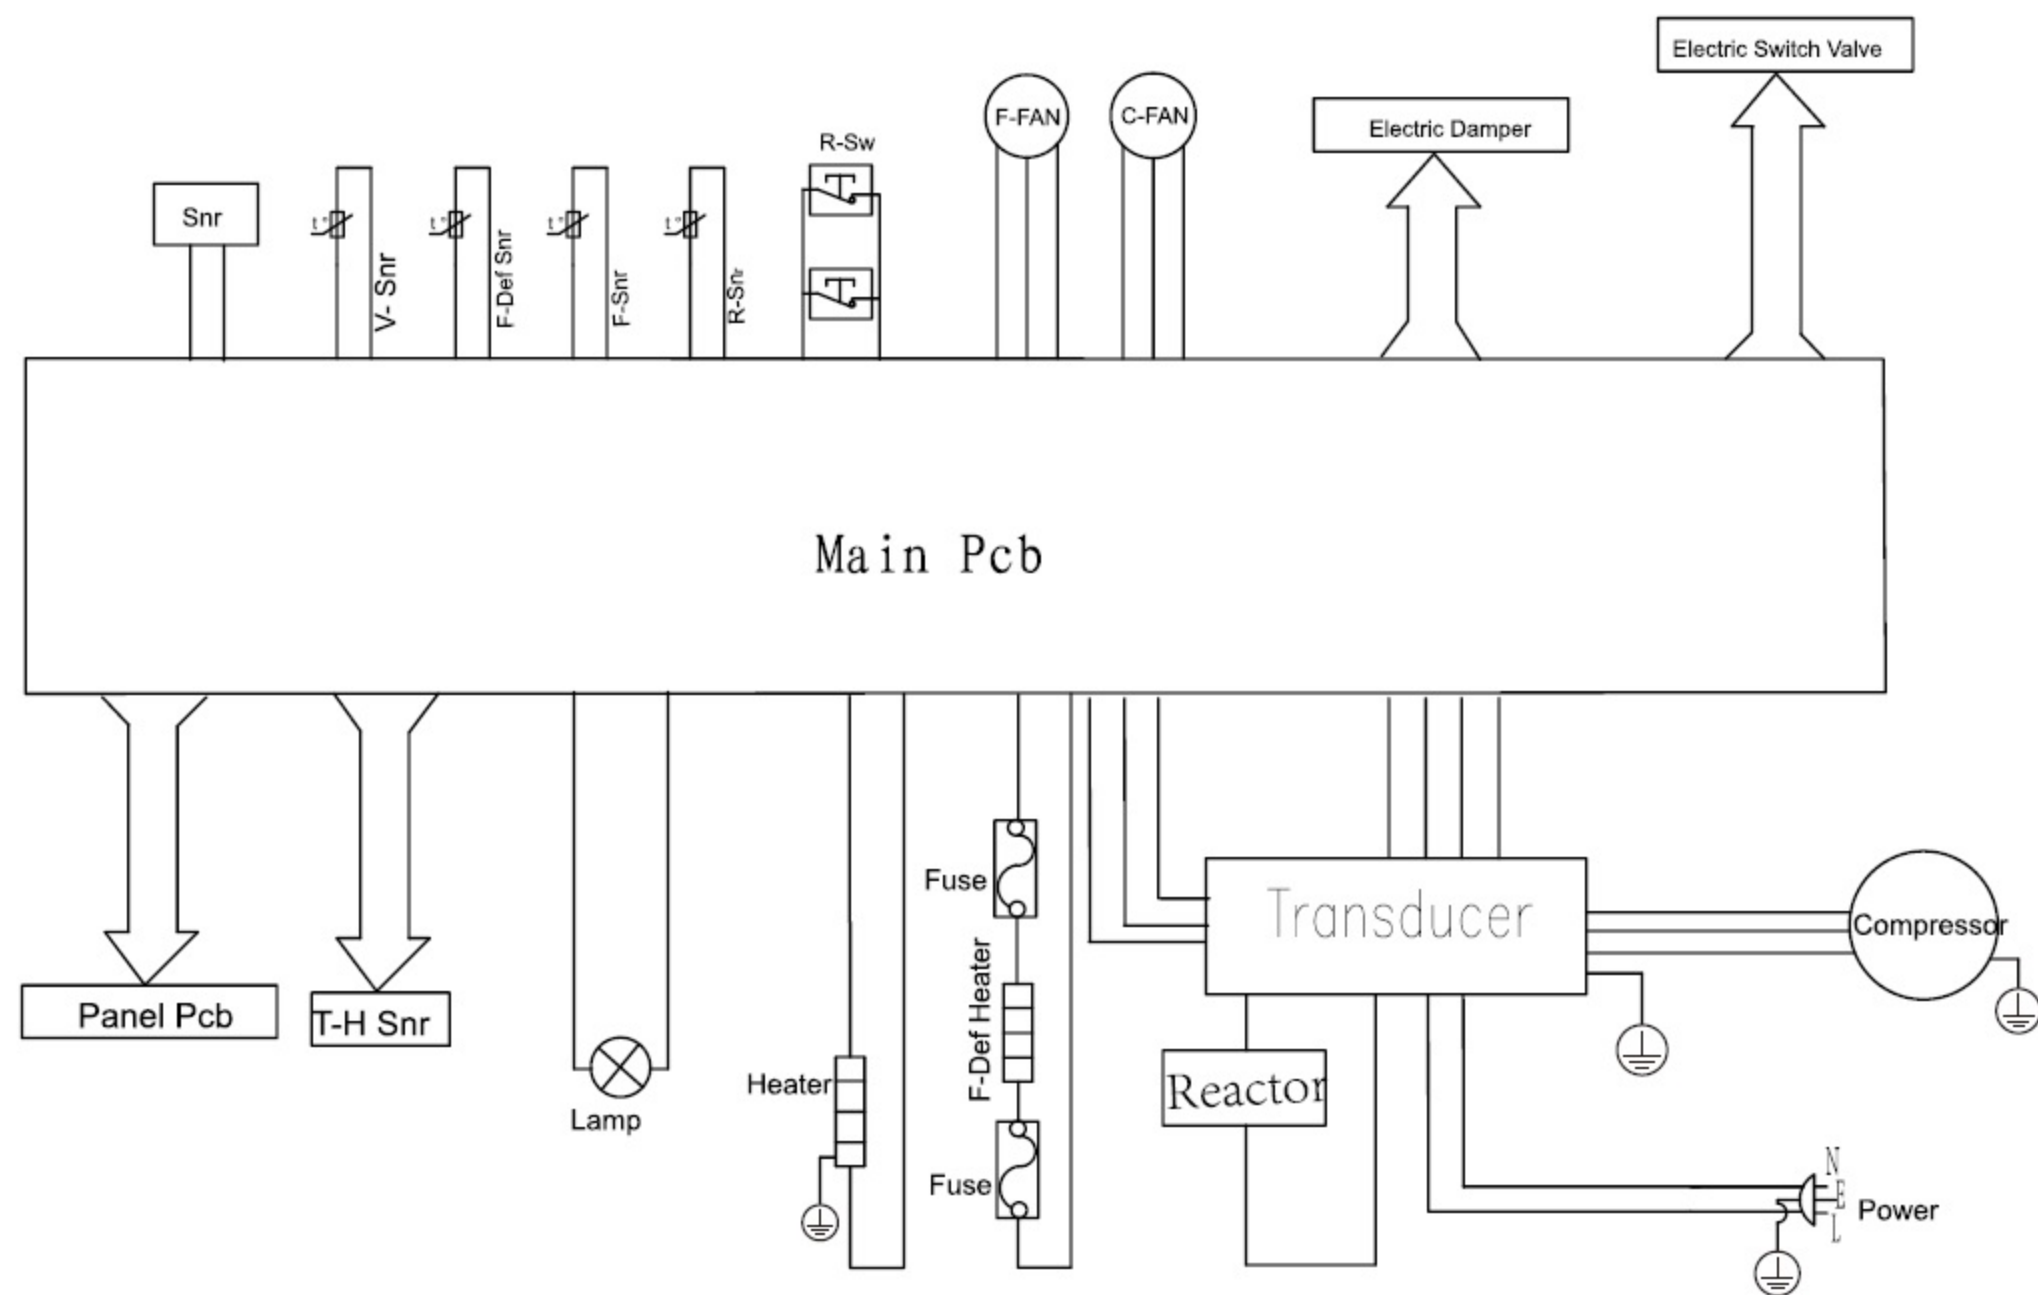 Electric Switch Valve
Electric Damper
F-FAN
C-FAN
R-Sw
Snr
t°
V- Snr
t°
F-Def Snr
t°
F-Snr
t°
R-Snr
Main Pcb
Panel Pcb
T-H Snr
Lamp
Heater
Fuse
F-Def Heater
Fuse
Transducer
Compressor
Reactor
N
E
L
Power